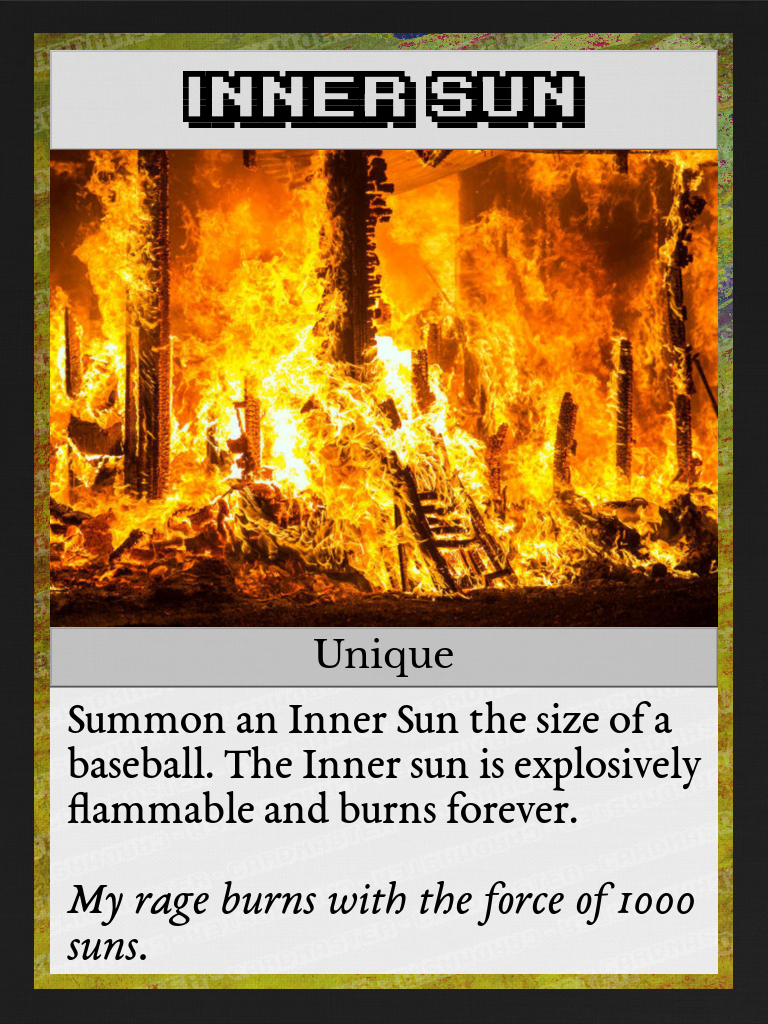 INNER SUN
Unique
Summon an Inner Sun the size of a
baseball. The Inner sun is explosively
flammable and burns forever.
My rage burns with the force of 1000
suns.